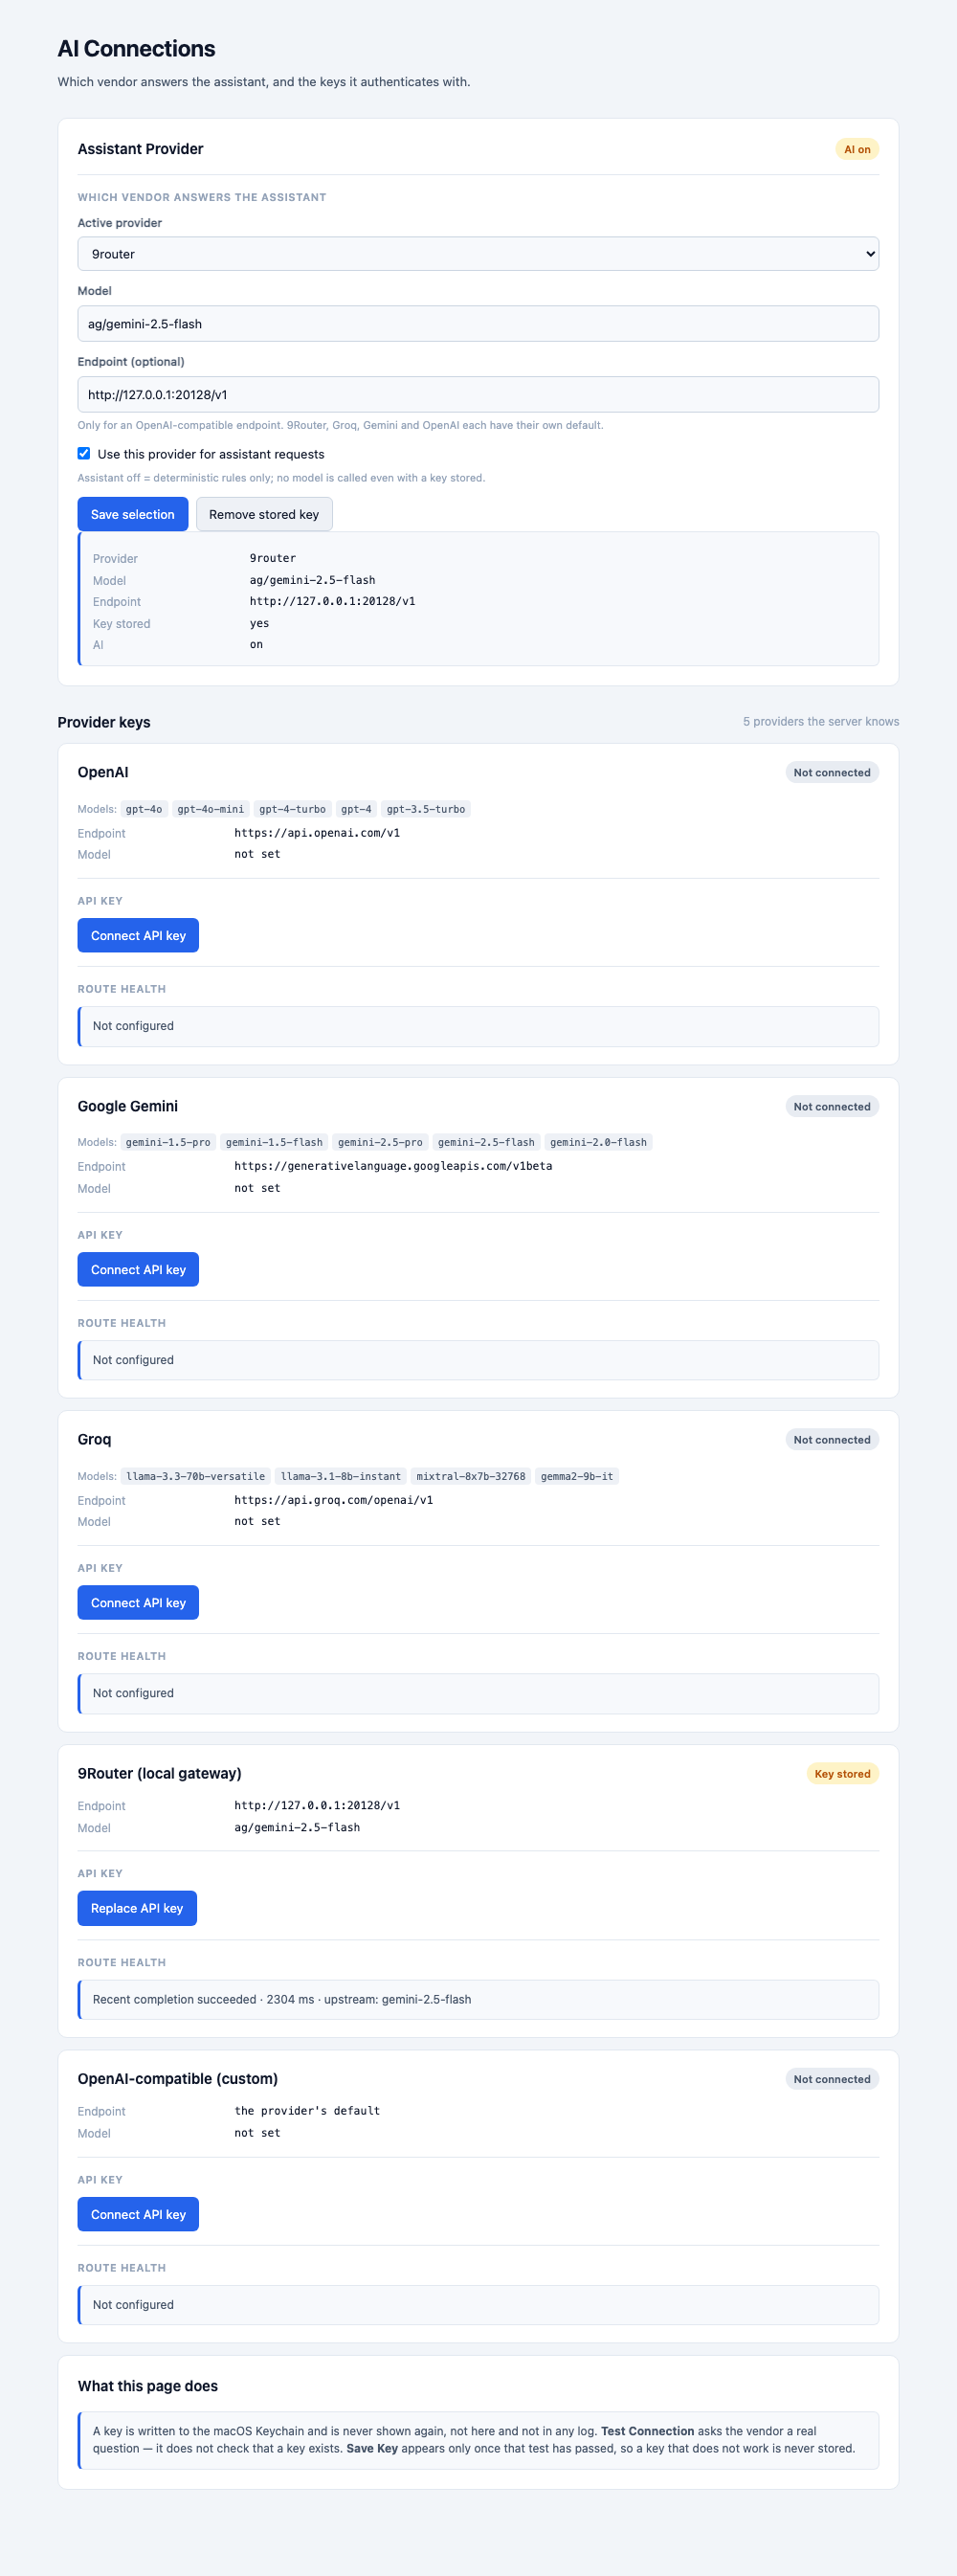 AI Connections
Which vendor answers the assistant, and the keys it authenticates with.
Assistant Provider
AI on
WHICH VENDOR ANSWERS THE ASSISTANT
Active provider
9router
Model
ag/gemini-2.5-flash
Endpoint (optional)
http://127.0.0.1:20128/v1
Only for an OpenAI-compatible endpoint. 9Router, Groq, Gemini and OpenAI each have their own default.
Use this provider for assistant requests
Assistant off = deterministic rules only; no model is called even with a key stored.
Save selection Remove stored key
Provider 9router
Model ag/gemini-2.5-flash
Endpoint http://127.0.0.1:20128/v1
Key stored yes
AI on
Provider keys
5 providers the server knows
OpenAI
Not connected
Models: gpt-4o gpt-4o-mini gpt-4-turbo gpt-4 gpt-3.5-turbo
Endpoint https://api.openai.com/v1
Model not set
API KEY
Connect API key
ROUTE HEALTH
Not configured
Google Gemini
Not connected
Models: gemini-1.5-pro gemini-1.5-flash gemini-2.5-pro gemini-2.5-flash gemini-2.0-flash
Endpoint https://generativelanguage.googleapis.com/v1beta
Model not set
API KEY
Connect API key
ROUTE HEALTH
Not configured
Groq
Not connected
Models: llama-3.3-70b-versatile llama-3.1-8b-instant mixtral-8x7b-32768 gemma2-9b-it
Endpoint https://api.groq.com/openai/v1
Model not set
API KEY
Connect API key
ROUTE HEALTH
Not configured
9Router (local gateway)
Key stored
Endpoint http://127.0.0.1:20128/v1
Model ag/gemini-2.5-flash
API KEY
Replace API key
ROUTE HEALTH
Recent completion succeeded · 2304 ms · upstream: gemini-2.5-flash
OpenAI-compatible (custom)
Not connected
Endpoint the provider's default
Model not set
API KEY
Connect API key
ROUTE HEALTH
Not configured
What this page does
A key is written to the macOS Keychain and is never shown again, not here and not in any log. Test Connection asks the vendor a real
question — it does not check that a key exists. Save Key appears only once that test has passed, so a key that does not work is never stored.